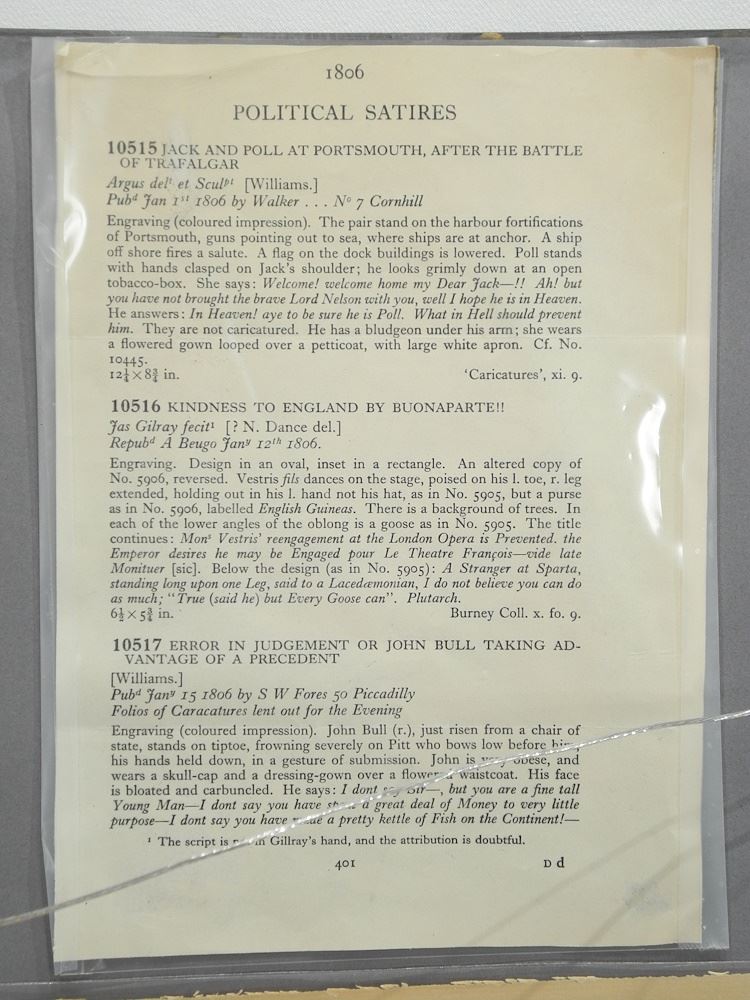 1806
POLITICAL SATIRES
10515 JACK AND POLL AT PORTSMOUTH, AFTER THE BATTLE
OF TRAFALGAR
Argus delt et Sculpt [Williams.]
Pubd Jan 1st 1806 by Walker . . . No 7 Cornhill
Engraving (coloured impression). The pair stand on the harbour fortifications
of Portsmouth, guns pointing out to sea, where ships are at anchor. A ship
off shore fires a salute. A flag on the dock buildings is lowered. Poll stands
with hands clasped on Jack's shoulder; he looks grimly down at an open
tobacco-box. She says: Welcome! welcome home my Dear Jack—!! Ah! but
you have not brought the brave Lord Nelson with you, well I hope he is in Heaven.
He answers: In Heaven! aye to be sure he is Poll. What in Hell should prevent
him. They are not caricatured. He has a bludgeon under his arm; she wears
a flowered gown looped over a petticoat, with large white apron. Cf. No.
10445.
12¼ × 8¾ in. 'Caricatures', xi. 9.
10516 KINDNESS TO ENGLAND BY BUONAPARTE!!
Jas Gilray fecit¹ [? N. Dance del.]
Repubd A Beugo Jany 12th 1806.
Engraving. Design in an oval, inset in a rectangle. An altered copy of
No. 5906, reversed. Vestris fils dances on the stage, poised on his l. toe, r. leg
extended, holding out in his l. hand not his hat, as in No. 5905, but a purse
as in No. 5906, labelled English Guineas. There is a background of trees. In
each of the lower angles of the oblong is a goose as in No. 5905. The title
continues: Mons Vestris' reengagement at the London Opera is Prevented. the
Emperor desires he may be Engaged pour Le Theatre François—vide late
Monituer [sic]. Below the design (as in No. 5905): A Stranger at Sparta,
standing long upon one Leg, said to a Lacedæmonian, I do not believe you can do
as much; "True (said he) but Every Goose can". Plutarch.
6½ × 5¾ in. Burney Coll. x. fo. 9.
10517 ERROR IN JUDGEMENT OR JOHN BULL TAKING AD-
VANTAGE OF A PRECEDENT
[Williams.]
Pubd Jany 15 1806 by S W Fores 50 Piccadilly
Folios of Caracatures lent out for the Evening
Engraving (coloured impression). John Bull (r.), just risen from a chair of
state, stands on tiptoe, frowning severely on Pitt who bows low before him,
his hands held down, in a gesture of submission. John is very obese, and
wears a skull-cap and a dressing-gown over a flowered waistcoat. His face
is bloated and carbuncled. He says: I dont say Sir—, but you are a fine tall
Young Man—I dont say you have a great deal of Money to very little
purpose—I dont say you have made a pretty kettle of Fish on the Continent!—
¹ The script is not in Gillray's hand, and the attribution is doubtful.
401 D d